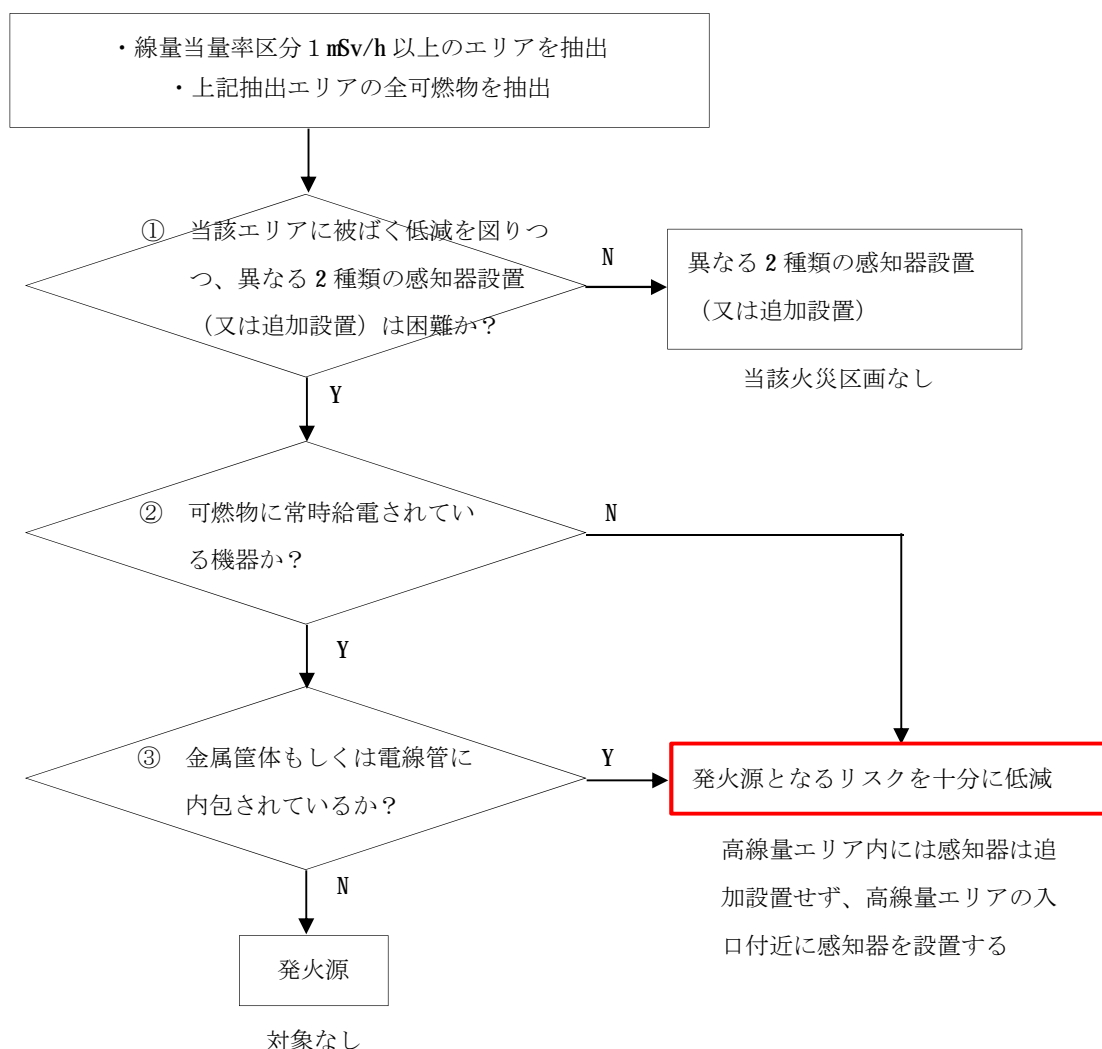 ・線量当量率区分１mSv/h以上のエリアを抽出
・上記抽出エリアの全可燃物を抽出
① 当該エリアに被ばく低減を図りつ
つ、異なる2種類の感知器設置
（又は追加設置）は困難か？
N
異なる2種類の感知器設置
（又は追加設置）
当該火災区画なし
Y
② 可燃物に常時給電されてい
る機器か？
N
Y
③ 金属筐体もしくは電線管に
内包されているか？
Y
発火源となるリスクを十分に低減
高線量エリア内には感知器は追
加設置せず、高線量エリアの入
口付近に感知器を設置する
N
発火源
対象なし